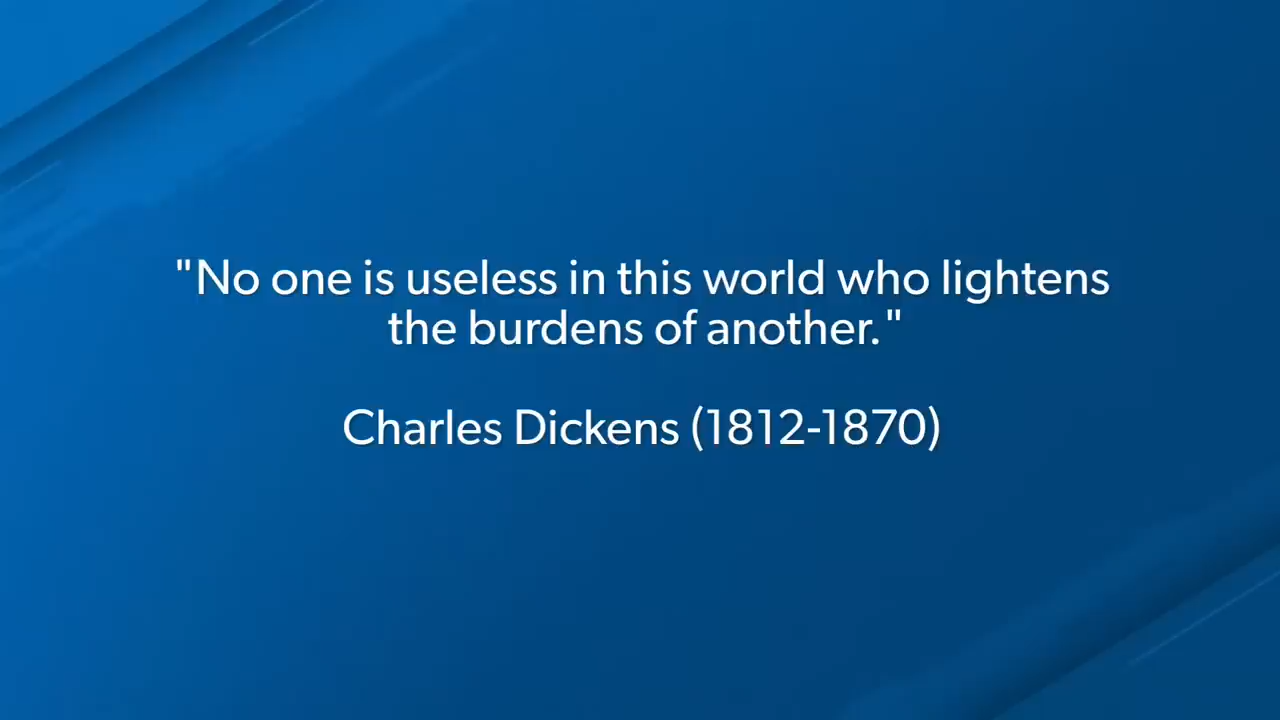 "No one is useless in this world who lightens
the burdens of another."
Charles Dickens (1812-1870)